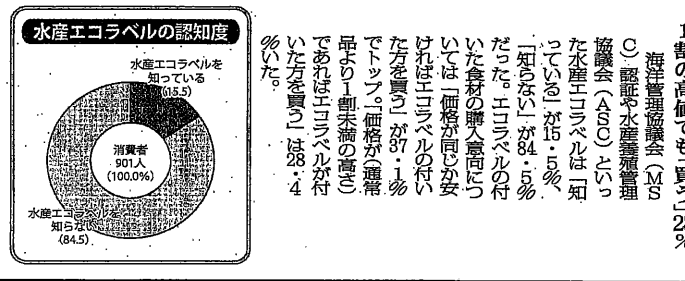 1割の高価でも「買う」28%
海洋管理協議会(MS
C)認証や水産養殖管理
協議会(ASC)といっ
た水産エコラベルは「知
っている」が15・5%、
「知らない」が84・5%
だった。エコラベルの付
いた食材の購入意向につ
いては「価格が同じか安
ければエコラベルの付い
た方を買う」が37・1%
でトップ。「価格が(通常
品より1割未満の高さ)
であればエコラベルが付
いた方を買う」は28・4
%いた。
水産エコラベルの認知度
水産エコラベルを
知っている
(15.5)
消費者
901人
(100.0%)
水産エコラベルを
知らない
(84.5)